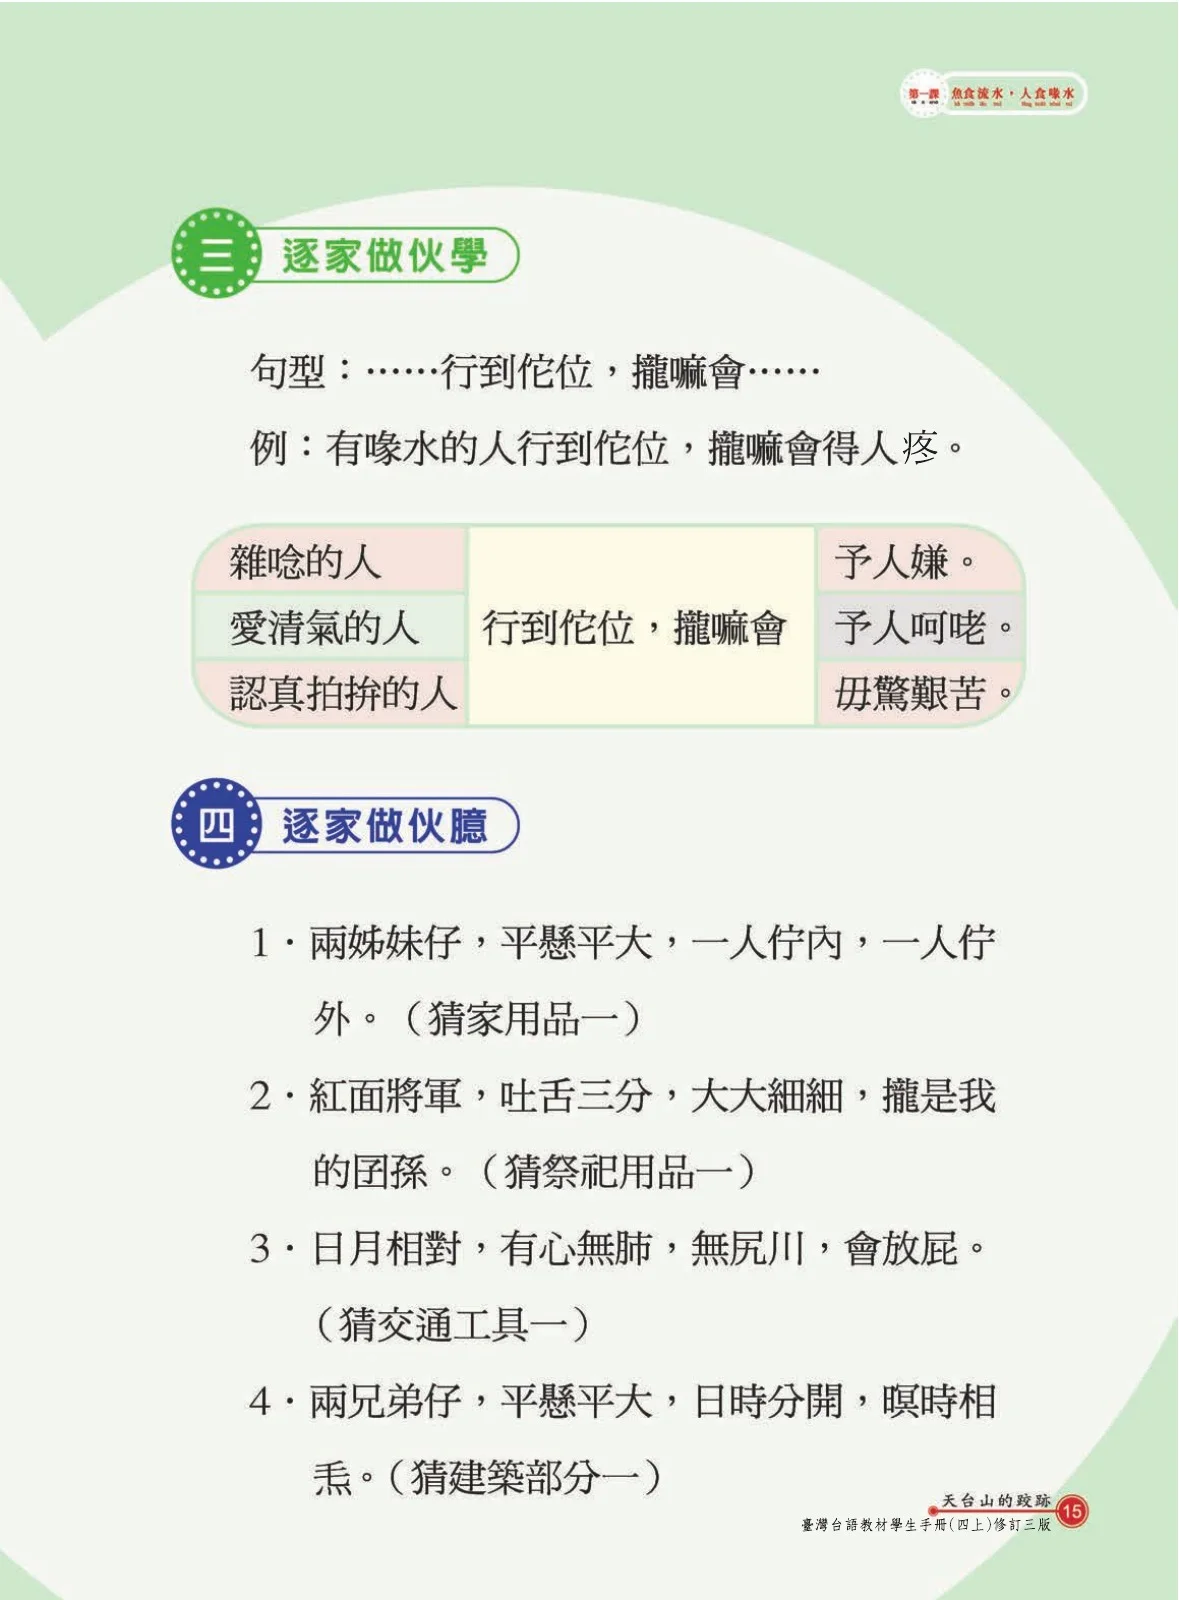 第一課 魚食流水，人食喙水
三 逐家做伙學
句型：……行到佗位，攏嘛會……
例：有喙水的人行到佗位，攏嘛會得人疼。
雜唸的人
愛清氣的人
認真拍拚的人
行到佗位，攏嘛會
予人嫌。
予人呵咾。
毋驚艱苦。
四 逐家做伙臆
1．兩姊妹仔，平懸平大，一人佇內，一人佇
外。（猜家用品一）
2．紅面將軍，吐舌三分，大大細細，攏是我
的囝孫。（猜祭祀用品一）
3．日月相對，有心無肺，無尻川，會放屁。
（猜交通工具一）
4．兩兄弟仔，平懸平大，日時分開，暝時相
𤆬。（猜建築部分一）
天台山的跤跡
臺灣台語教材學生手冊(四上)修訂三版
15